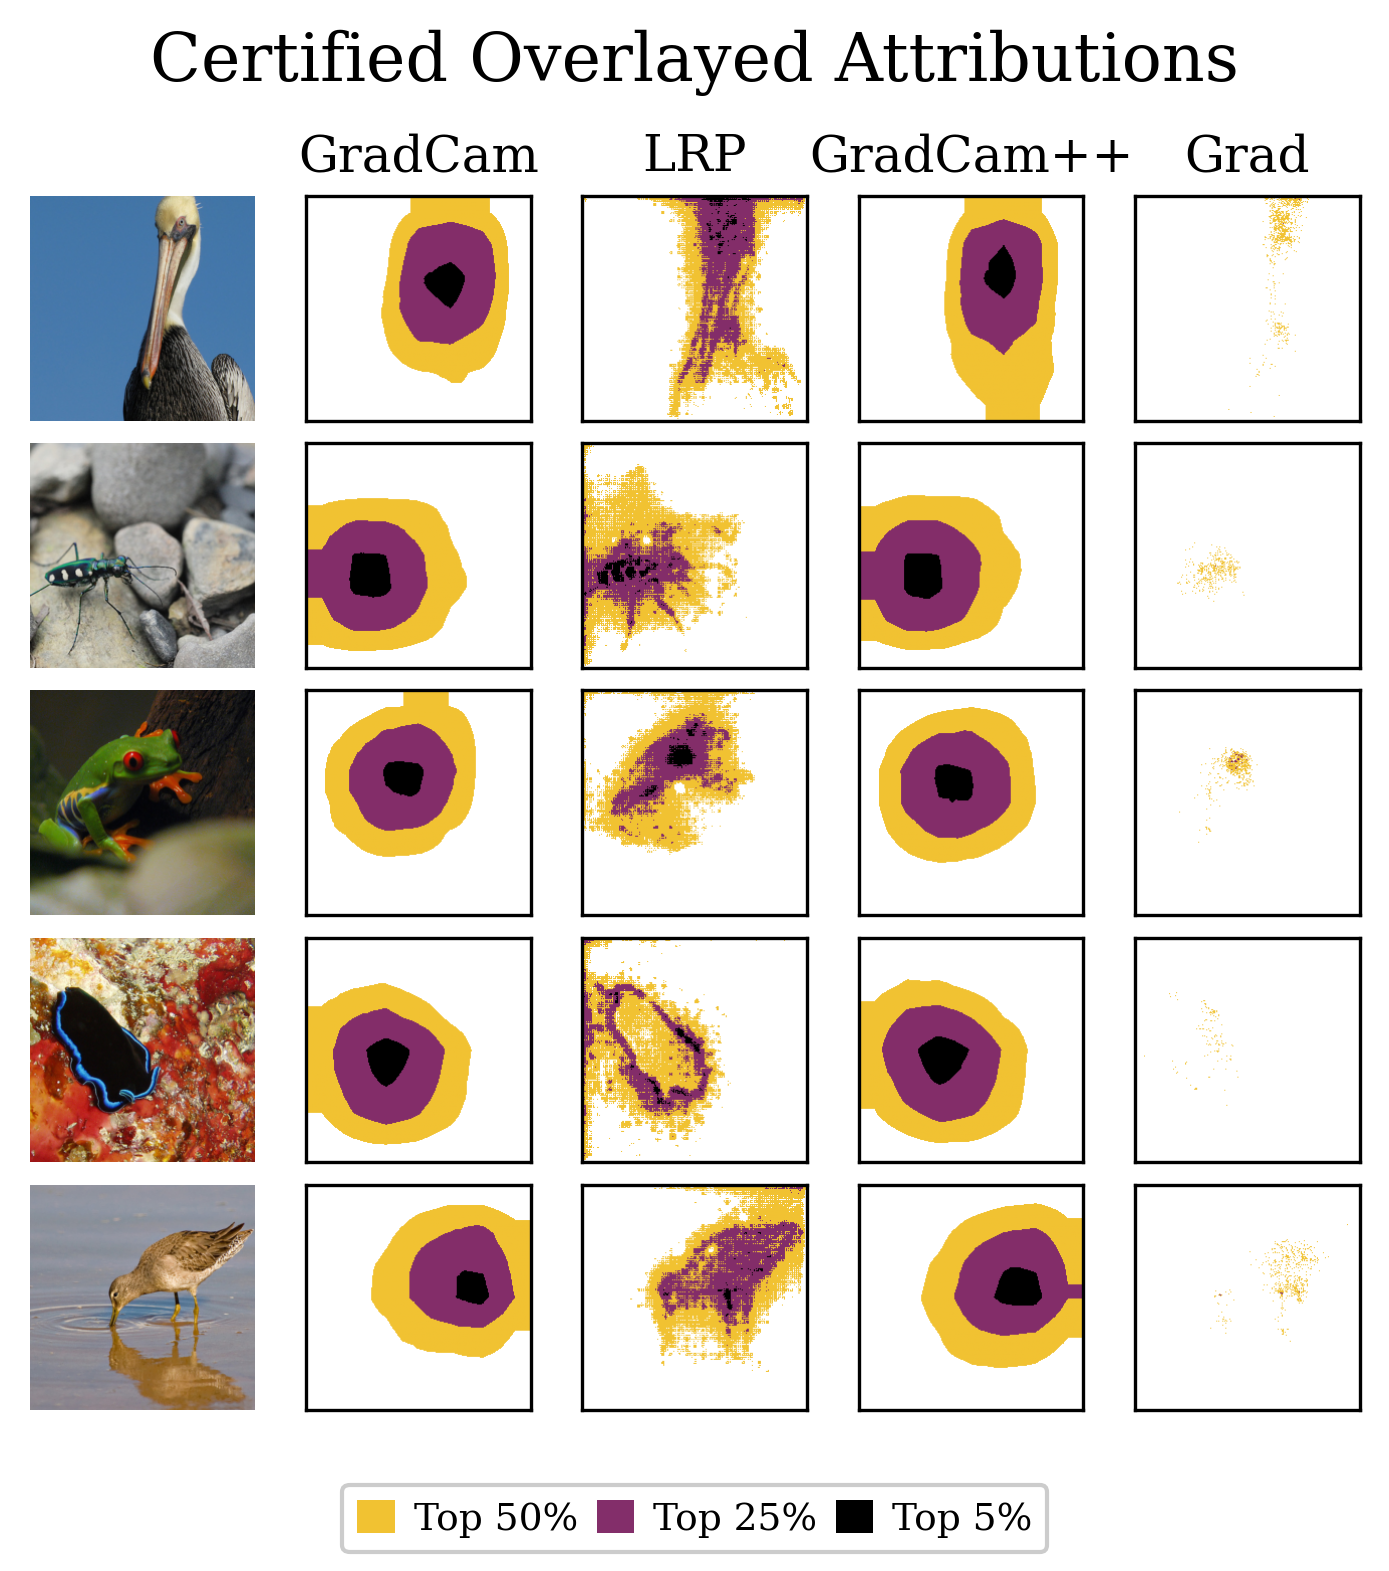 Certified Overlayed Attributions
GradCam LRP GradCam++ Grad
Top 50% Top 25% Top 5%